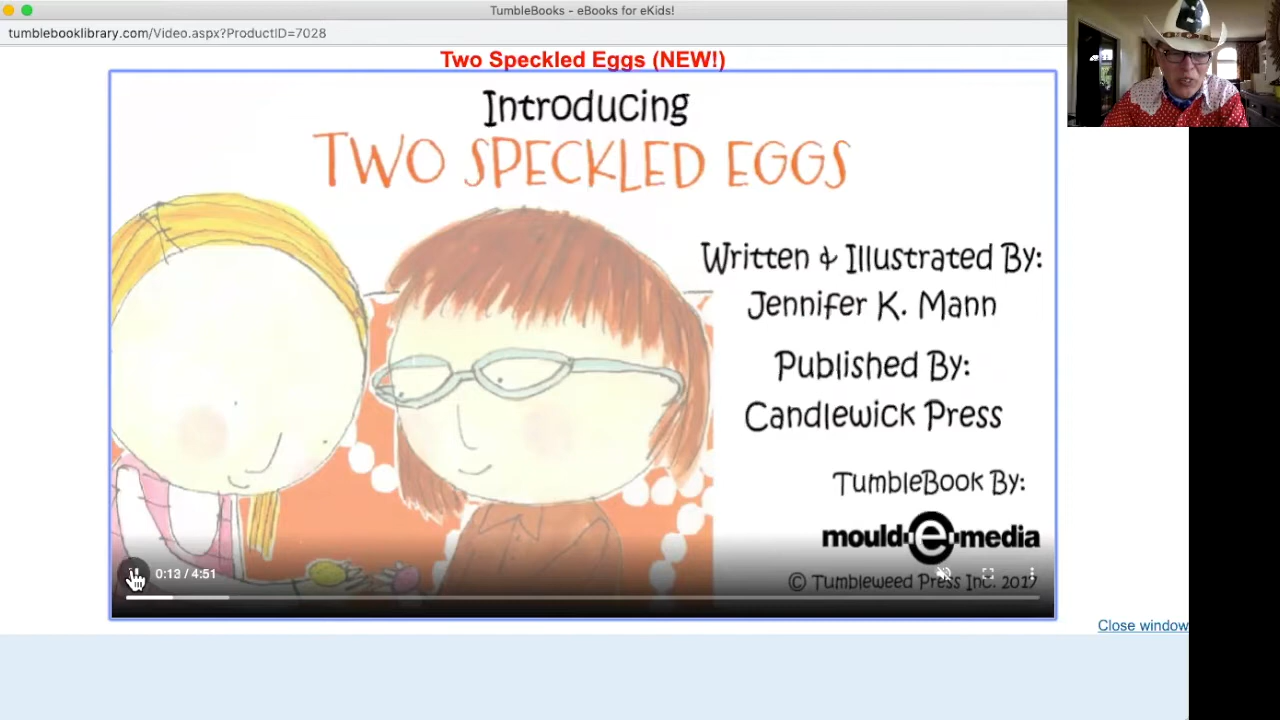 TumbleBooks - eBooks for eKids!
tumblebooklibrary.com/Video.aspx?ProductID=7028
Two Speckled Eggs (NEW!)
Introducing
TWO SPECKLED EGGS
Written & Illustrated By:
Jennifer K. Mann
Published By:
Candlewick Press
TumbleBook By:
mould-e-media
0:13 / 4:51
© Tumbleweed Press Inc. 2017
Close window